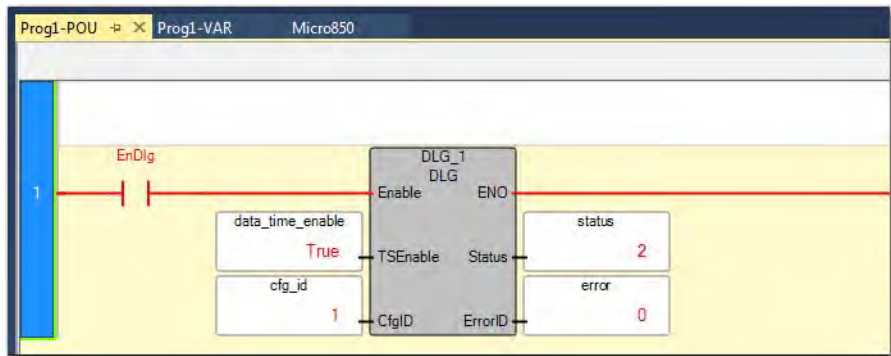 Prog1-POU Prog1-VAR Micro850
EnDlg
DLG_1
DLG
1
Enable ENO
data_time_enable
True
TSEnable Status
status
2
cfg_id
1
CfgID ErrorID
error
0